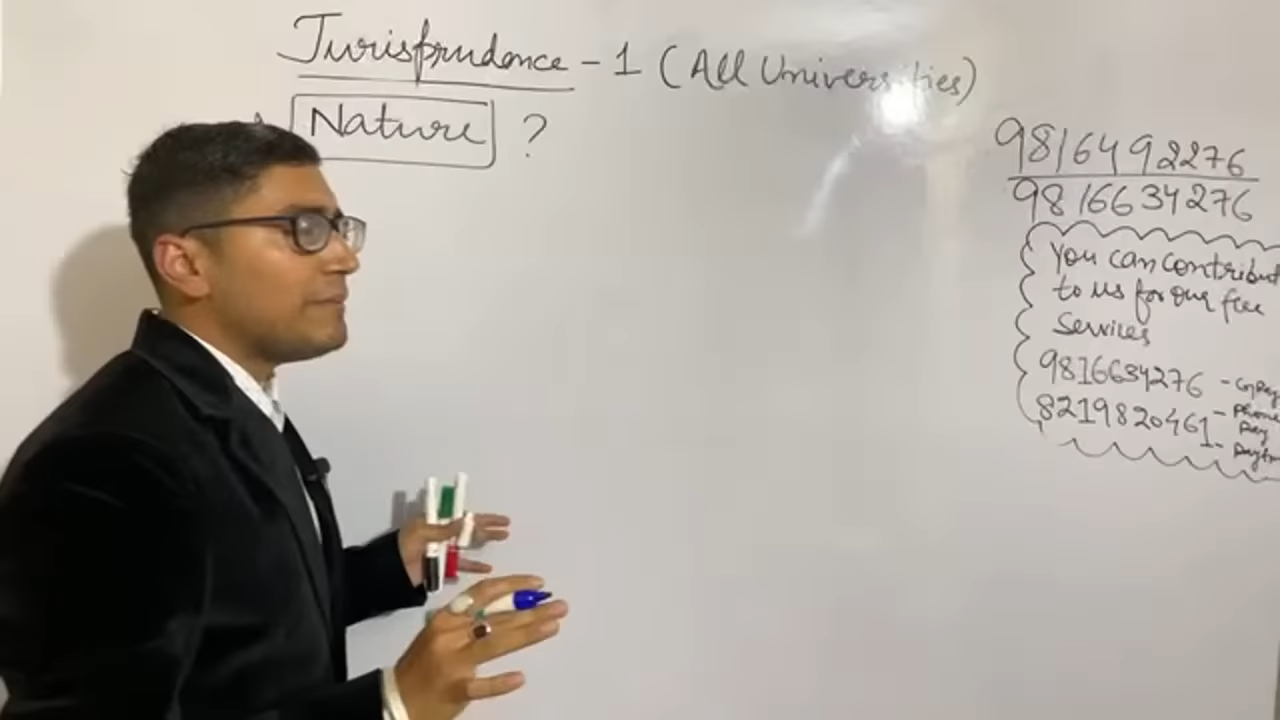 Jurisprudence - 1 (All Universities)
Nature ?
9816492276
9816634276
You can contribut
to us for our free
Services
9816634276 - GPay
8219820461 - Phone
Pay
- Paytm